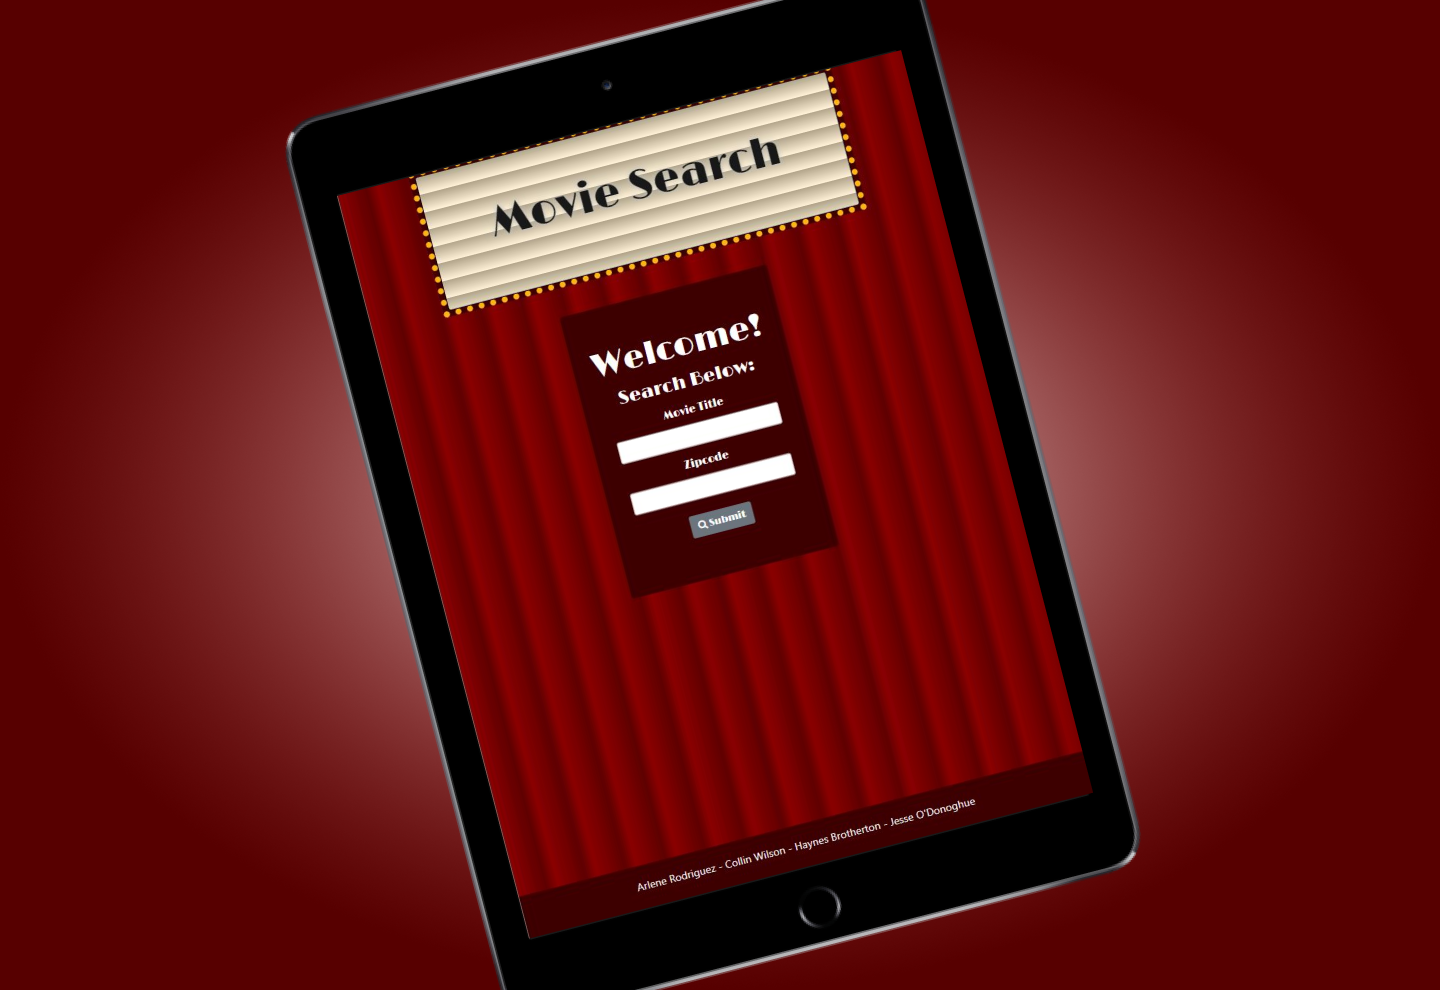 Movie Search
Welcome!
Search Below:
Movie Title
Zipcode
Submit
Arlene Rodriguez - Collin Wilson - Haynes Brotherton - Jesse O'Donoghue